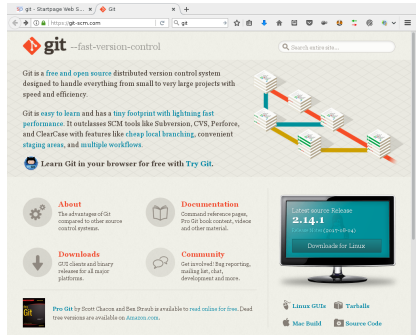 git - Startpage Web S...
git
https://git-scm.com
git
git --fast-version-control
Search entire site...
Git is a free and open source distributed version control system
designed to handle everything from small to very large projects with
speed and efficiency.
Git is easy to learn and has a tiny footprint with lightning fast
performance. It outclasses SCM tools like Subversion, CVS, Perforce,
and ClearCase with features like cheap local branching, convenient
staging areas, and multiple workflows.
Learn Git in your browser for free with Try Git.
About
The advantages of Git
compared to other source
control systems.
Documentation
Command reference pages,
Pro Git book content, videos
and other material.
Downloads
GUI clients and binary
releases for all major
platforms.
Community
Get involved! Bug reporting,
mailing list, chat,
development and more.
Latest source Release
2.14.1
Release Notes (2017-08-04)
Downloads for Linux
Pro Git by Scott Chacon and Ben Straub is available to read online for free. Dead
tree versions are available on Amazon.com.
Linux GUIs
Tarballs
Mac Build
Source Code